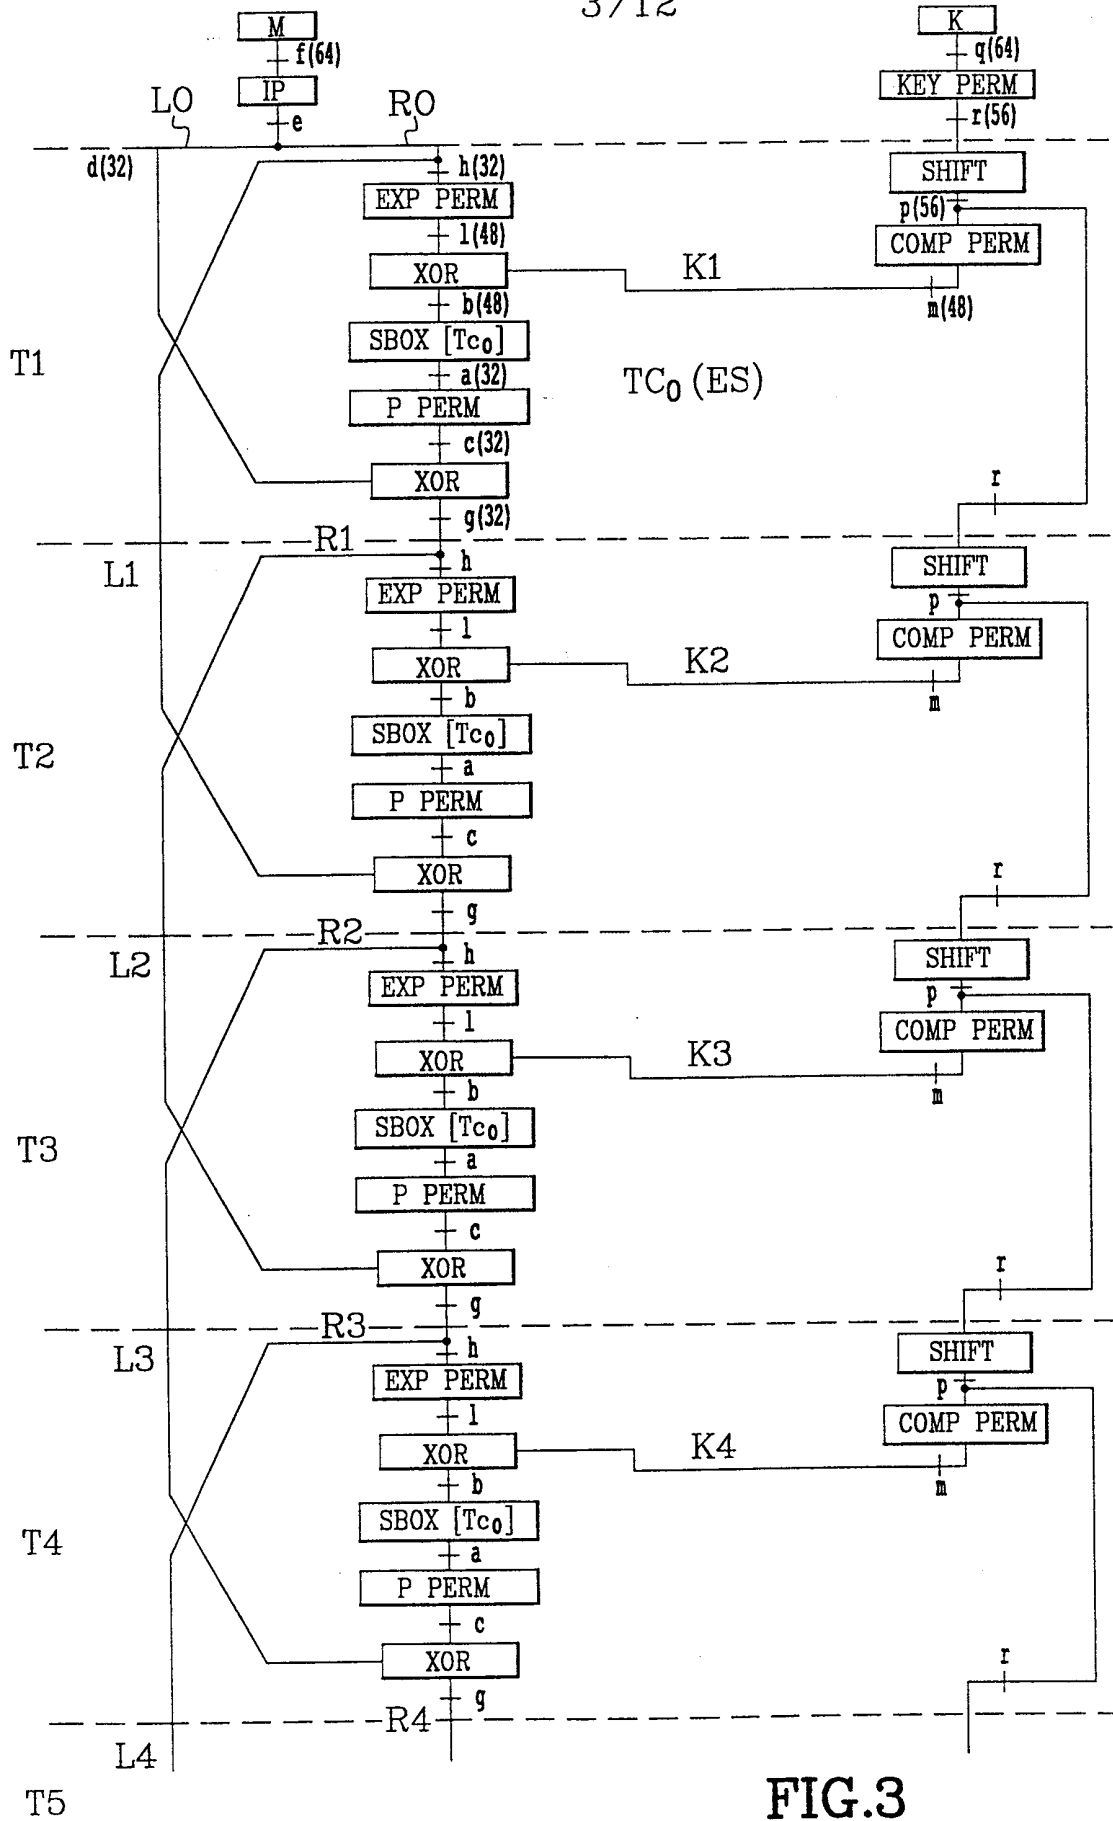 3/12
M K
f(64) q(64)
IP KEY PERM
L0 e R0 r(56)
d(32) h(32) SHIFT
EXP PERM p(56)
l(48) COMP PERM
XOR K1
b(48) m(48)
SBOX [Tc0]
T1 a(32) TC0 (ES)
P PERM
c(32)
XOR r
g(32)
R1
L1 h SHIFT
EXP PERM p
l COMP PERM
XOR K2
b m
SBOX [Tc0]
T2 a
P PERM
c
XOR r
g
R2
L2 h SHIFT
EXP PERM p
l COMP PERM
XOR K3
b m
SBOX [Tc0]
T3 a
P PERM
c
XOR r
g
R3
L3 h SHIFT
EXP PERM p
l COMP PERM
XOR K4
b m
SBOX [Tc0]
T4 a
P PERM
c
XOR r
g
R4
L4
T5 FIG.3